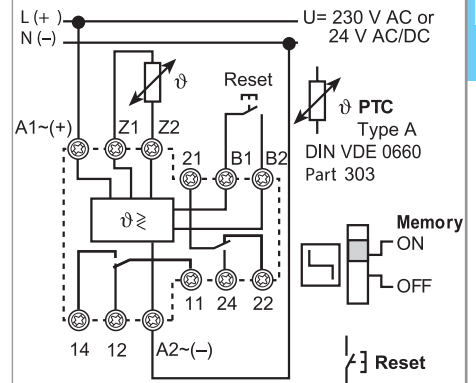 L (+)
N (–)
U= 230 V AC or
24 V AC/DC
ϑ
Reset
ϑ PTC
Type A
DIN VDE 0660
Part 303
A1~(+) Z1 Z2
21 B1 B2
ϑ≷
Memory
ON
OFF
11 24 22
14 12 A2~(–)
Reset